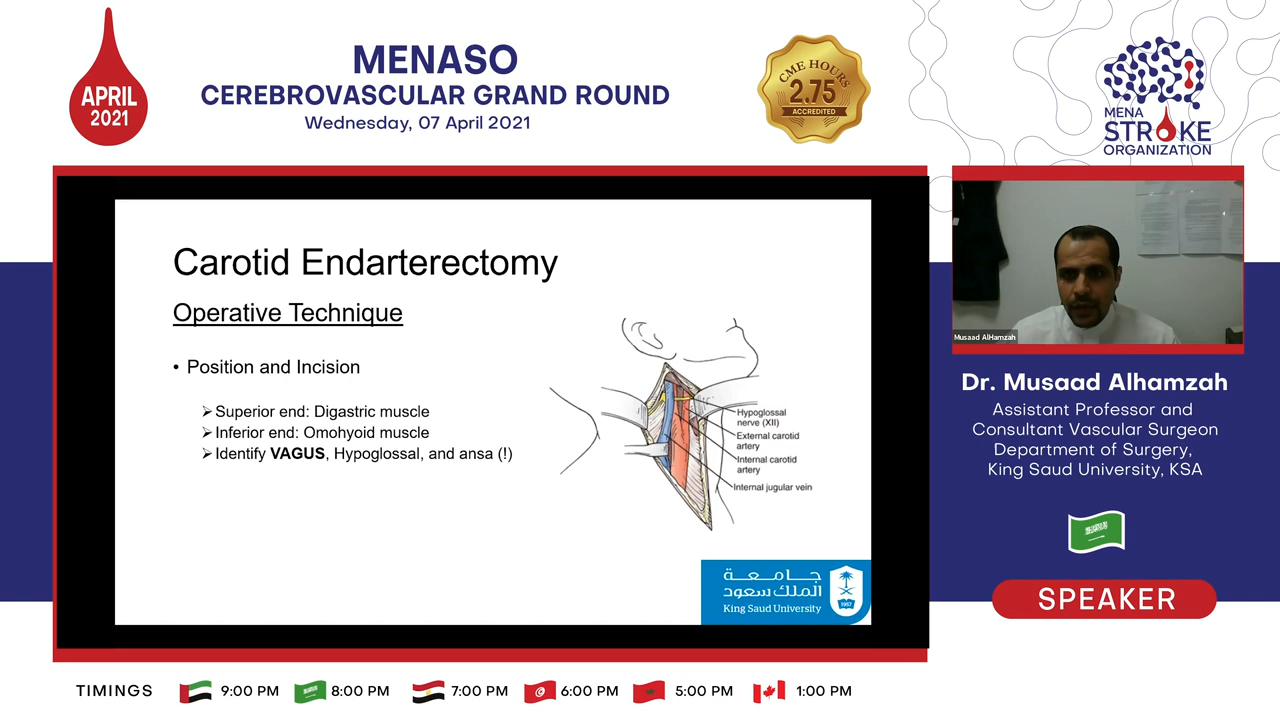 APRIL
2021
MENASO
CEREBROVASCULAR GRAND ROUND
Wednesday, 07 April 2021
CME HOURS
2.75
ACCREDITED
MENA
STROKE
ORGANIZATION
Carotid Endarterectomy
Operative Technique
• Position and Incision
➢ Superior end: Digastric muscle
➢ Inferior end: Omohyoid muscle
➢ Identify VAGUS, Hypoglossal, and ansa (!)
Hypoglossal
nerve (XII)
External carotid
artery
Internal carotid
artery
Internal jugular vein
جامعة
الملك سعود
King Saud University
1957
Musaad AlHamzah
Dr. Musaad Alhamzah
Assistant Professor and
Consultant Vascular Surgeon
Department of Surgery,
King Saud University, KSA
SPEAKER
TIMINGS 9:00 PM 8:00 PM 7:00 PM 6:00 PM 5:00 PM 1:00 PM